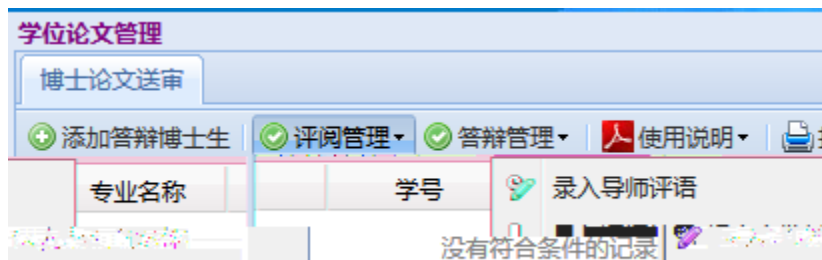 学位论文管理
博士论文送审
添加答辩博士生 评阅管理 答辩管理 使用说明
专业名称 学号 录入导师评语
没有符合条件的记录